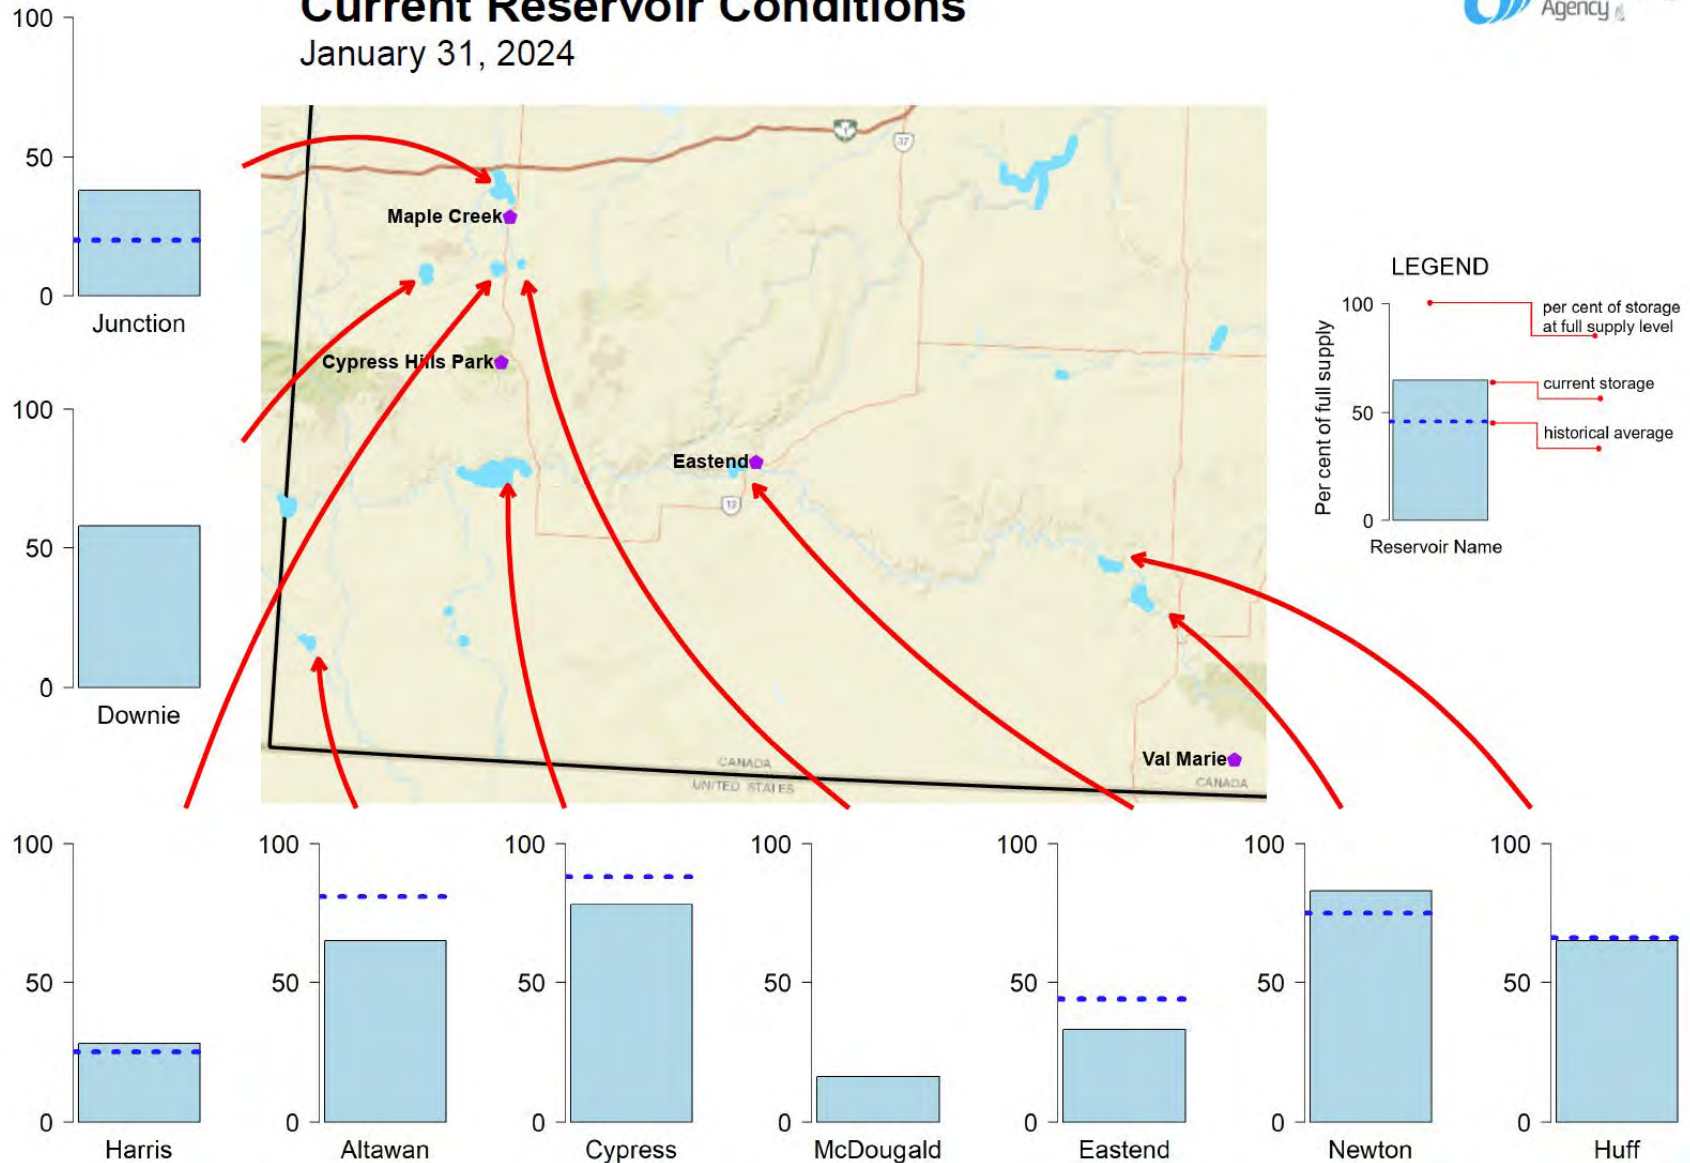 Current Reservoir Conditions
January 31, 2024
Agency
100
50
0
Junction
100
50
0
Downie
1
37
Maple Creek
Cypress Hills Park
Eastend
13
Val Marie
CANADA
UNITED STATES
CANADA
LEGEND
Per cent of full supply
100
50
0
per cent of storage
at full supply level
current storage
historical average
Reservoir Name
100
50
0
Harris
100
50
0
Altawan
100
50
0
Cypress
100
50
0
McDougald
100
50
0
Eastend
100
50
0
Newton
100
50
0
Huff